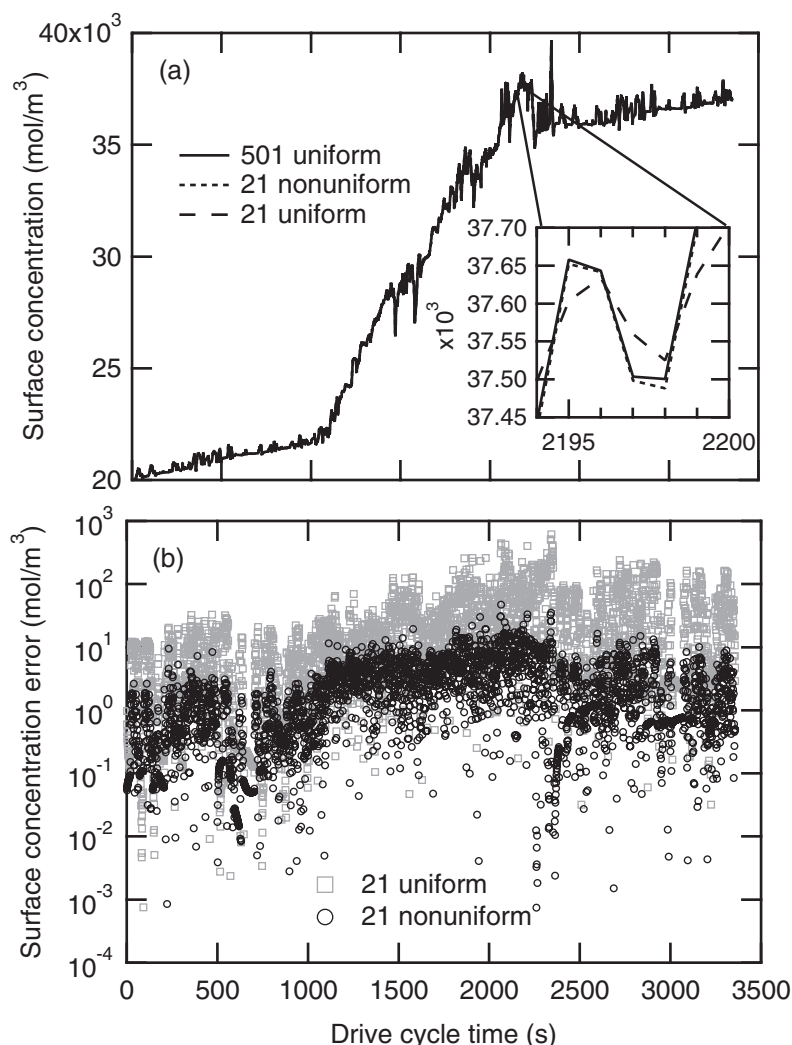 (a)
Surface concentration (mol/m³)
40x10³
35
30
25
20
501 uniform
21 nonuniform
21 uniform
x10³
37.70
37.65
37.60
37.55
37.50
37.45
2195
2200
(b)
Surface concentration error (mol/m³)
10³
10²
10¹
10⁰
10⁻¹
10⁻²
10⁻³
10⁻⁴
21 uniform
21 nonuniform
0 500 1000 1500 2000 2500 3000 3500
Drive cycle time (s)